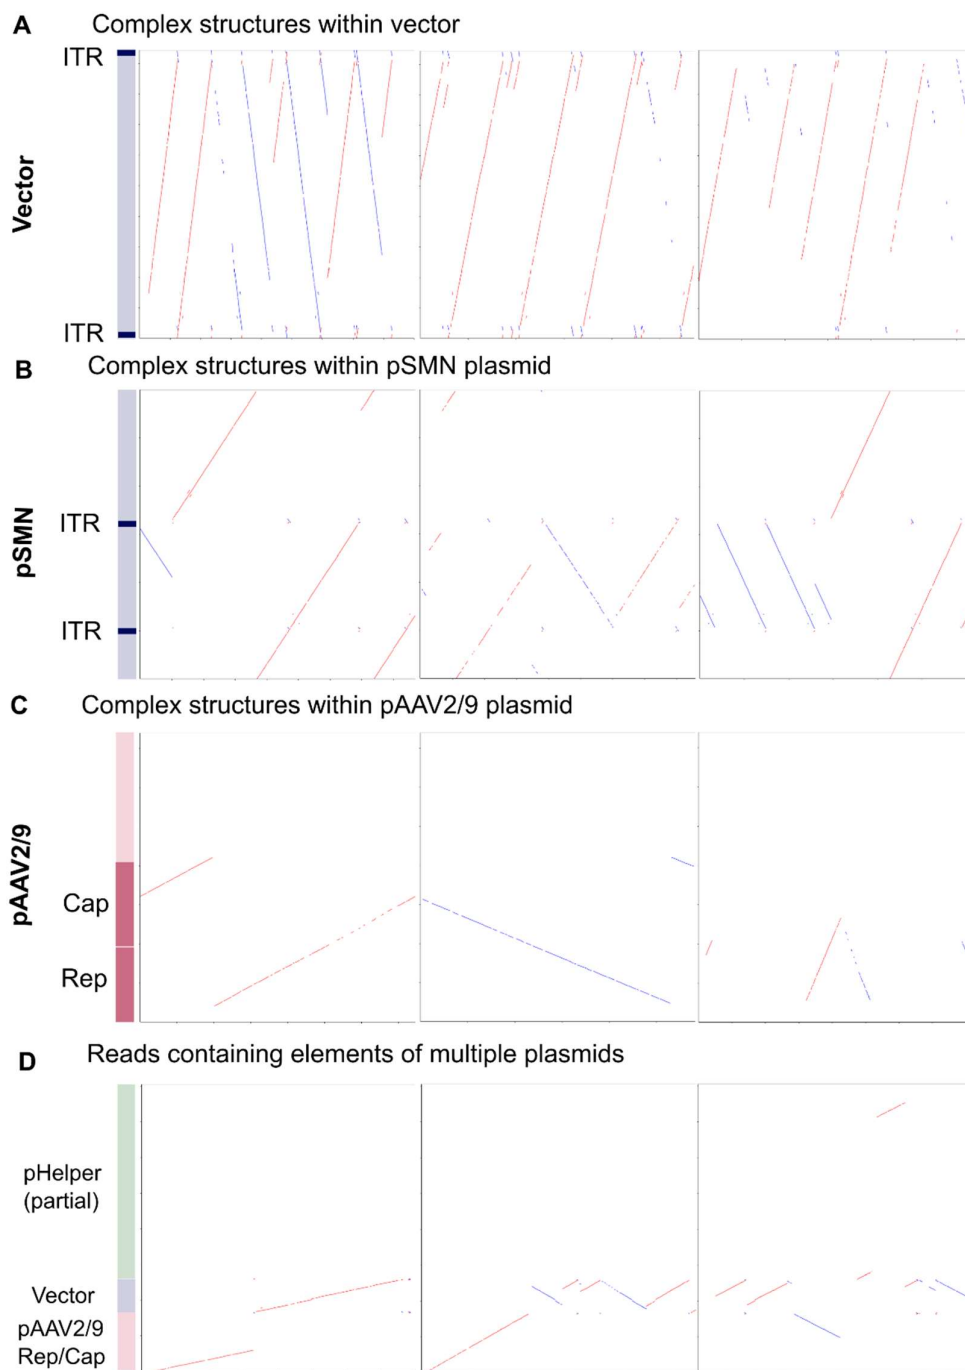 A Complex structures within vector
ITR
Vector
ITR
B Complex structures within pSMN plasmid
pSMN
ITR
ITR
C Complex structures within pAAV2/9 plasmid
pAAV2/9
Cap
Rep
D Reads containing elements of multiple plasmids
pHelper
(partial)
Vector
pAAV2/9
Rep/Cap